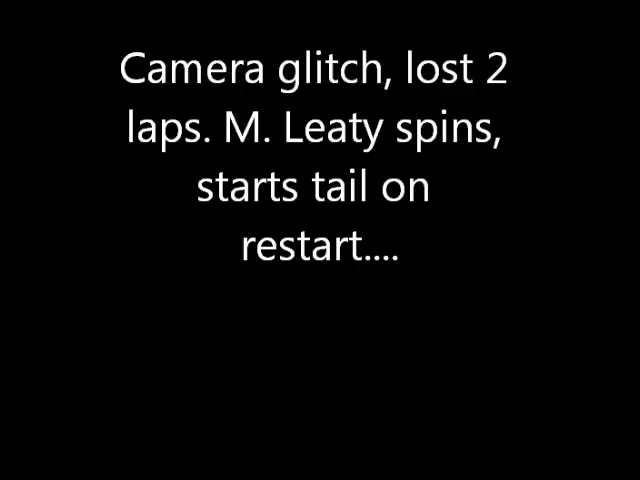 Camera glitch, lost 2
laps. M. Leaty spins,
starts tail on
restart....